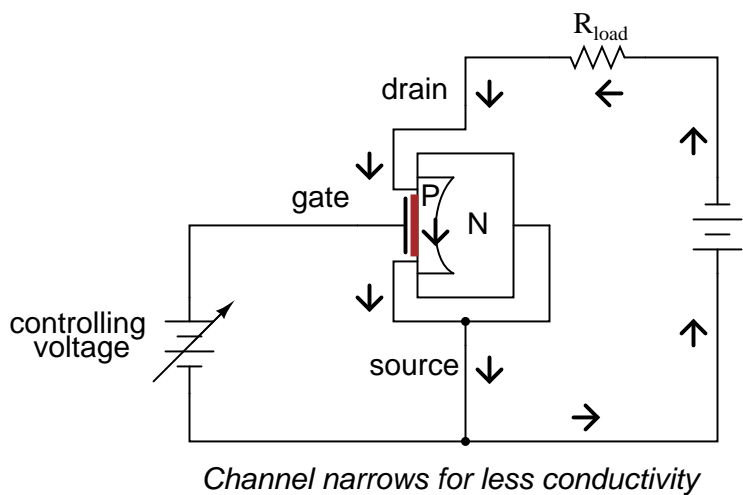 Rload
drain
P
gate
N
controlling
voltage
source
Channel narrows for less conductivity